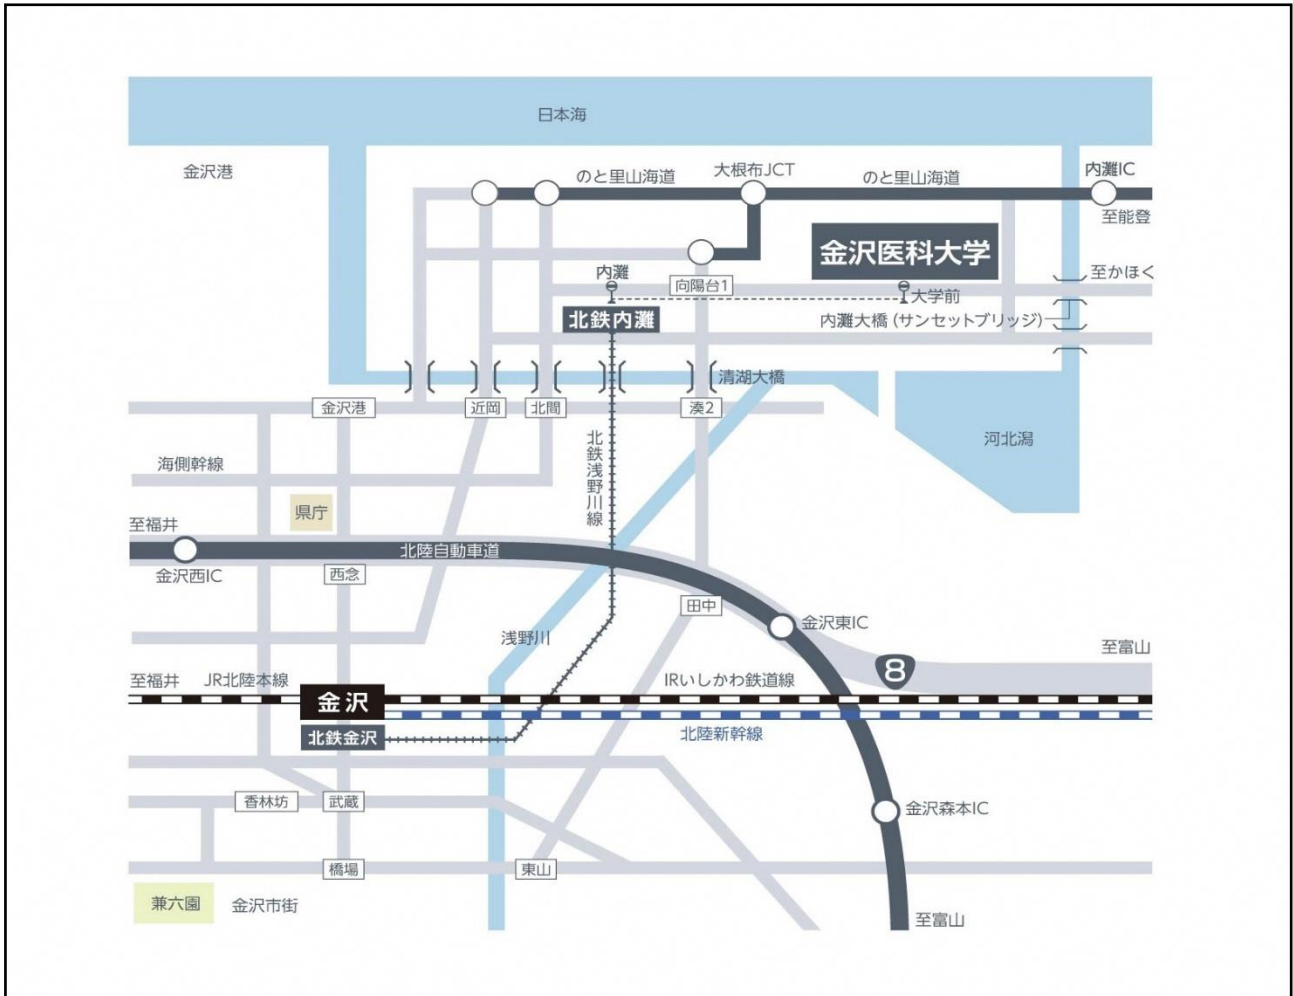 日本海
金沢港
のと里山海道
大根布JCT
のと里山海道
内灘IC
至能登
金沢医科大学
内灘
向陽台1
大学前
至かほく
北鉄内灘
内灘大橋（サンセットブリッジ）
清湖大橋
金沢港
近岡
北間
湊2
河北潟
北鉄浅野川線
海側幹線
県庁
至福井
北陸自動車道
金沢西IC
西念
田中
金沢東IC
浅野川
至富山
8
至福井
JR北陸本線
金沢
IRいしかわ鉄道線
北鉄金沢
北陸新幹線
香林坊
武蔵
金沢森本IC
橋場
東山
兼六園
金沢市街
至富山